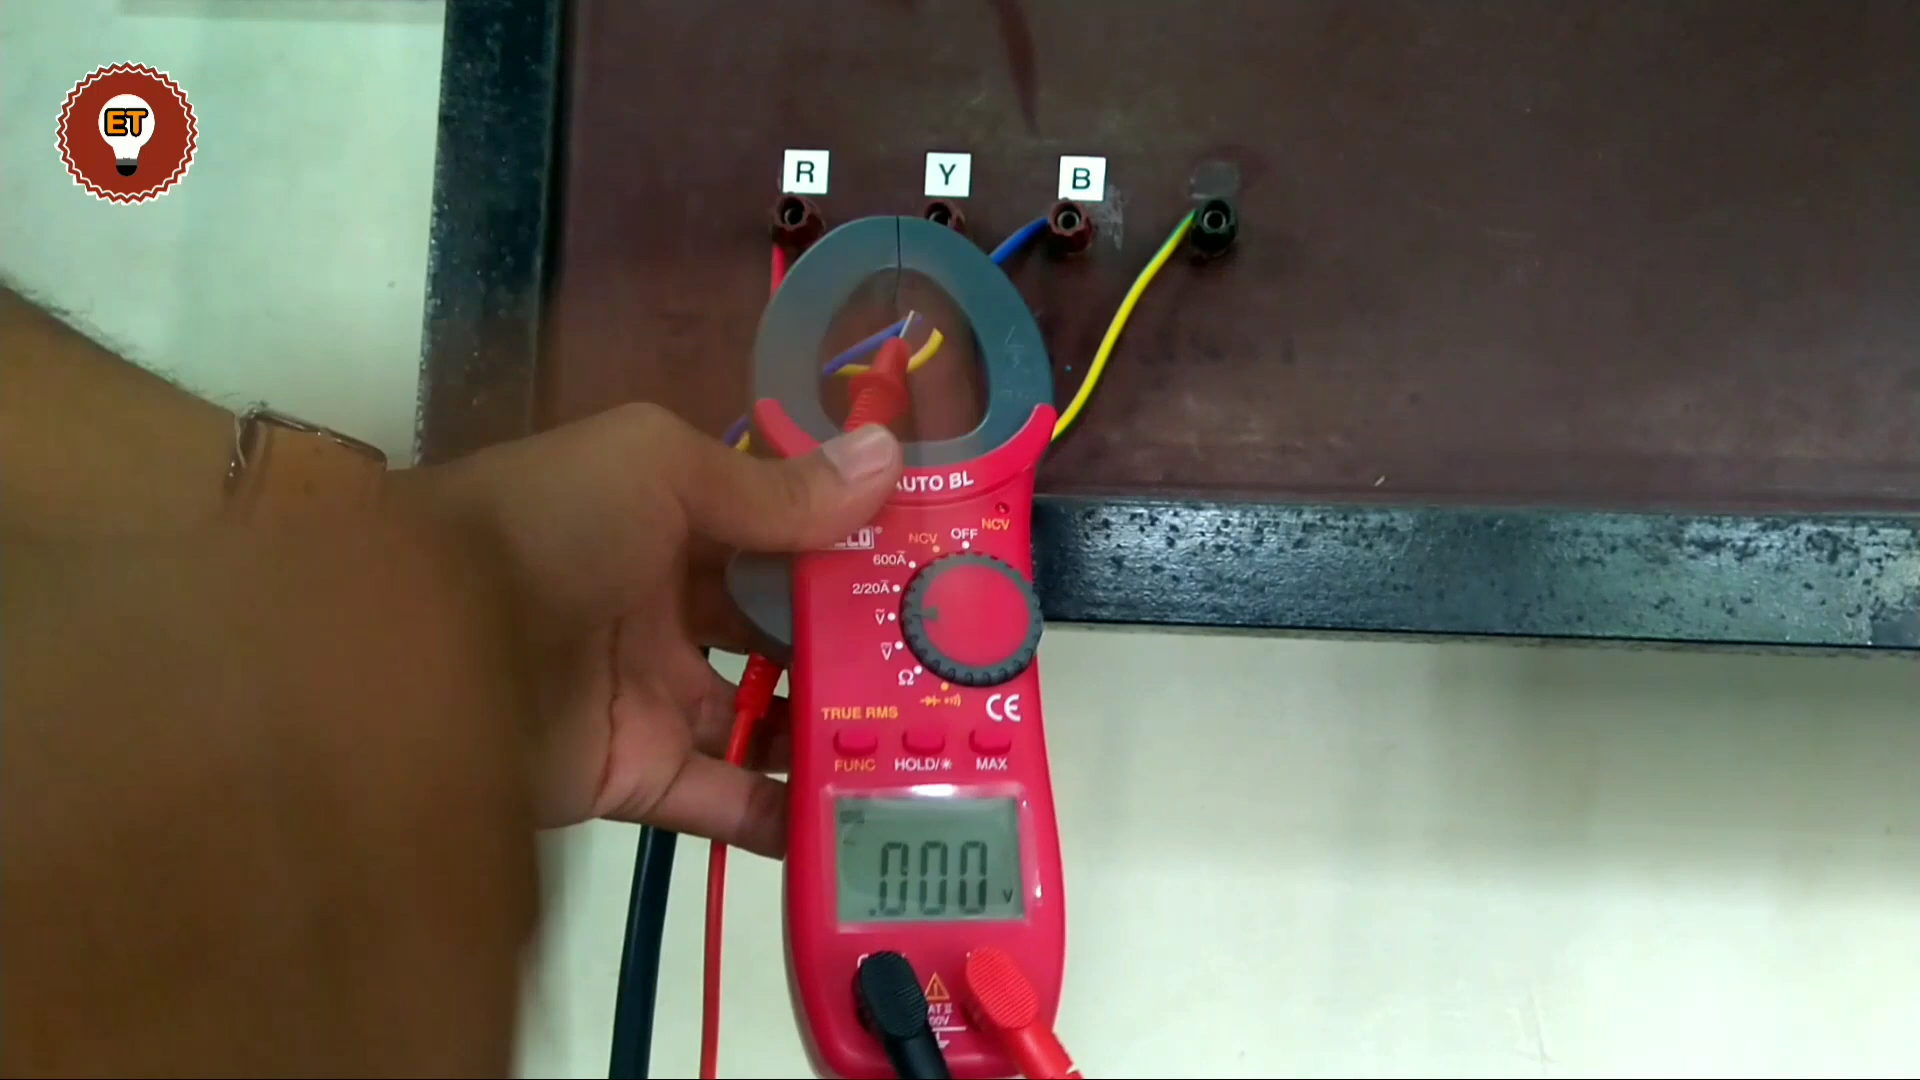 ET
R
Y
B
AUTO BL
NCV
NCV
OFF
600A
2/20A
V
V
Ω
TRUE RMS
CE
FUNC
HOLD/☀
MAX
.000
V